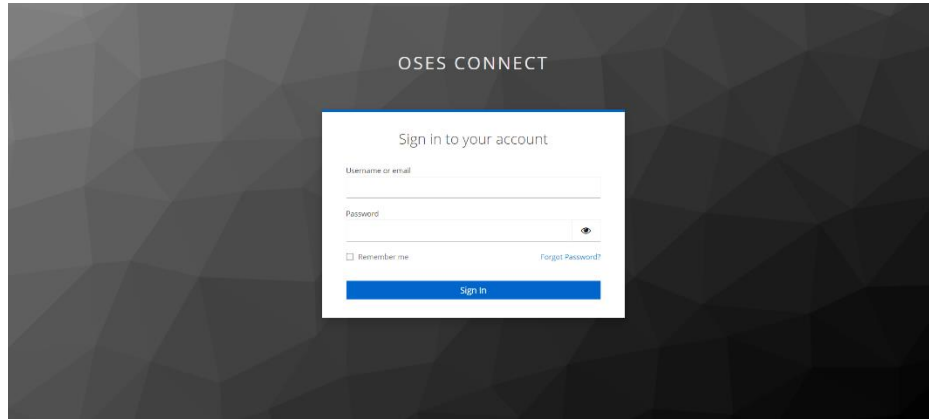 OSES CONNECT
Sign in to your account
Username or email
Password
Remember me
Forgot Password?
Sign In